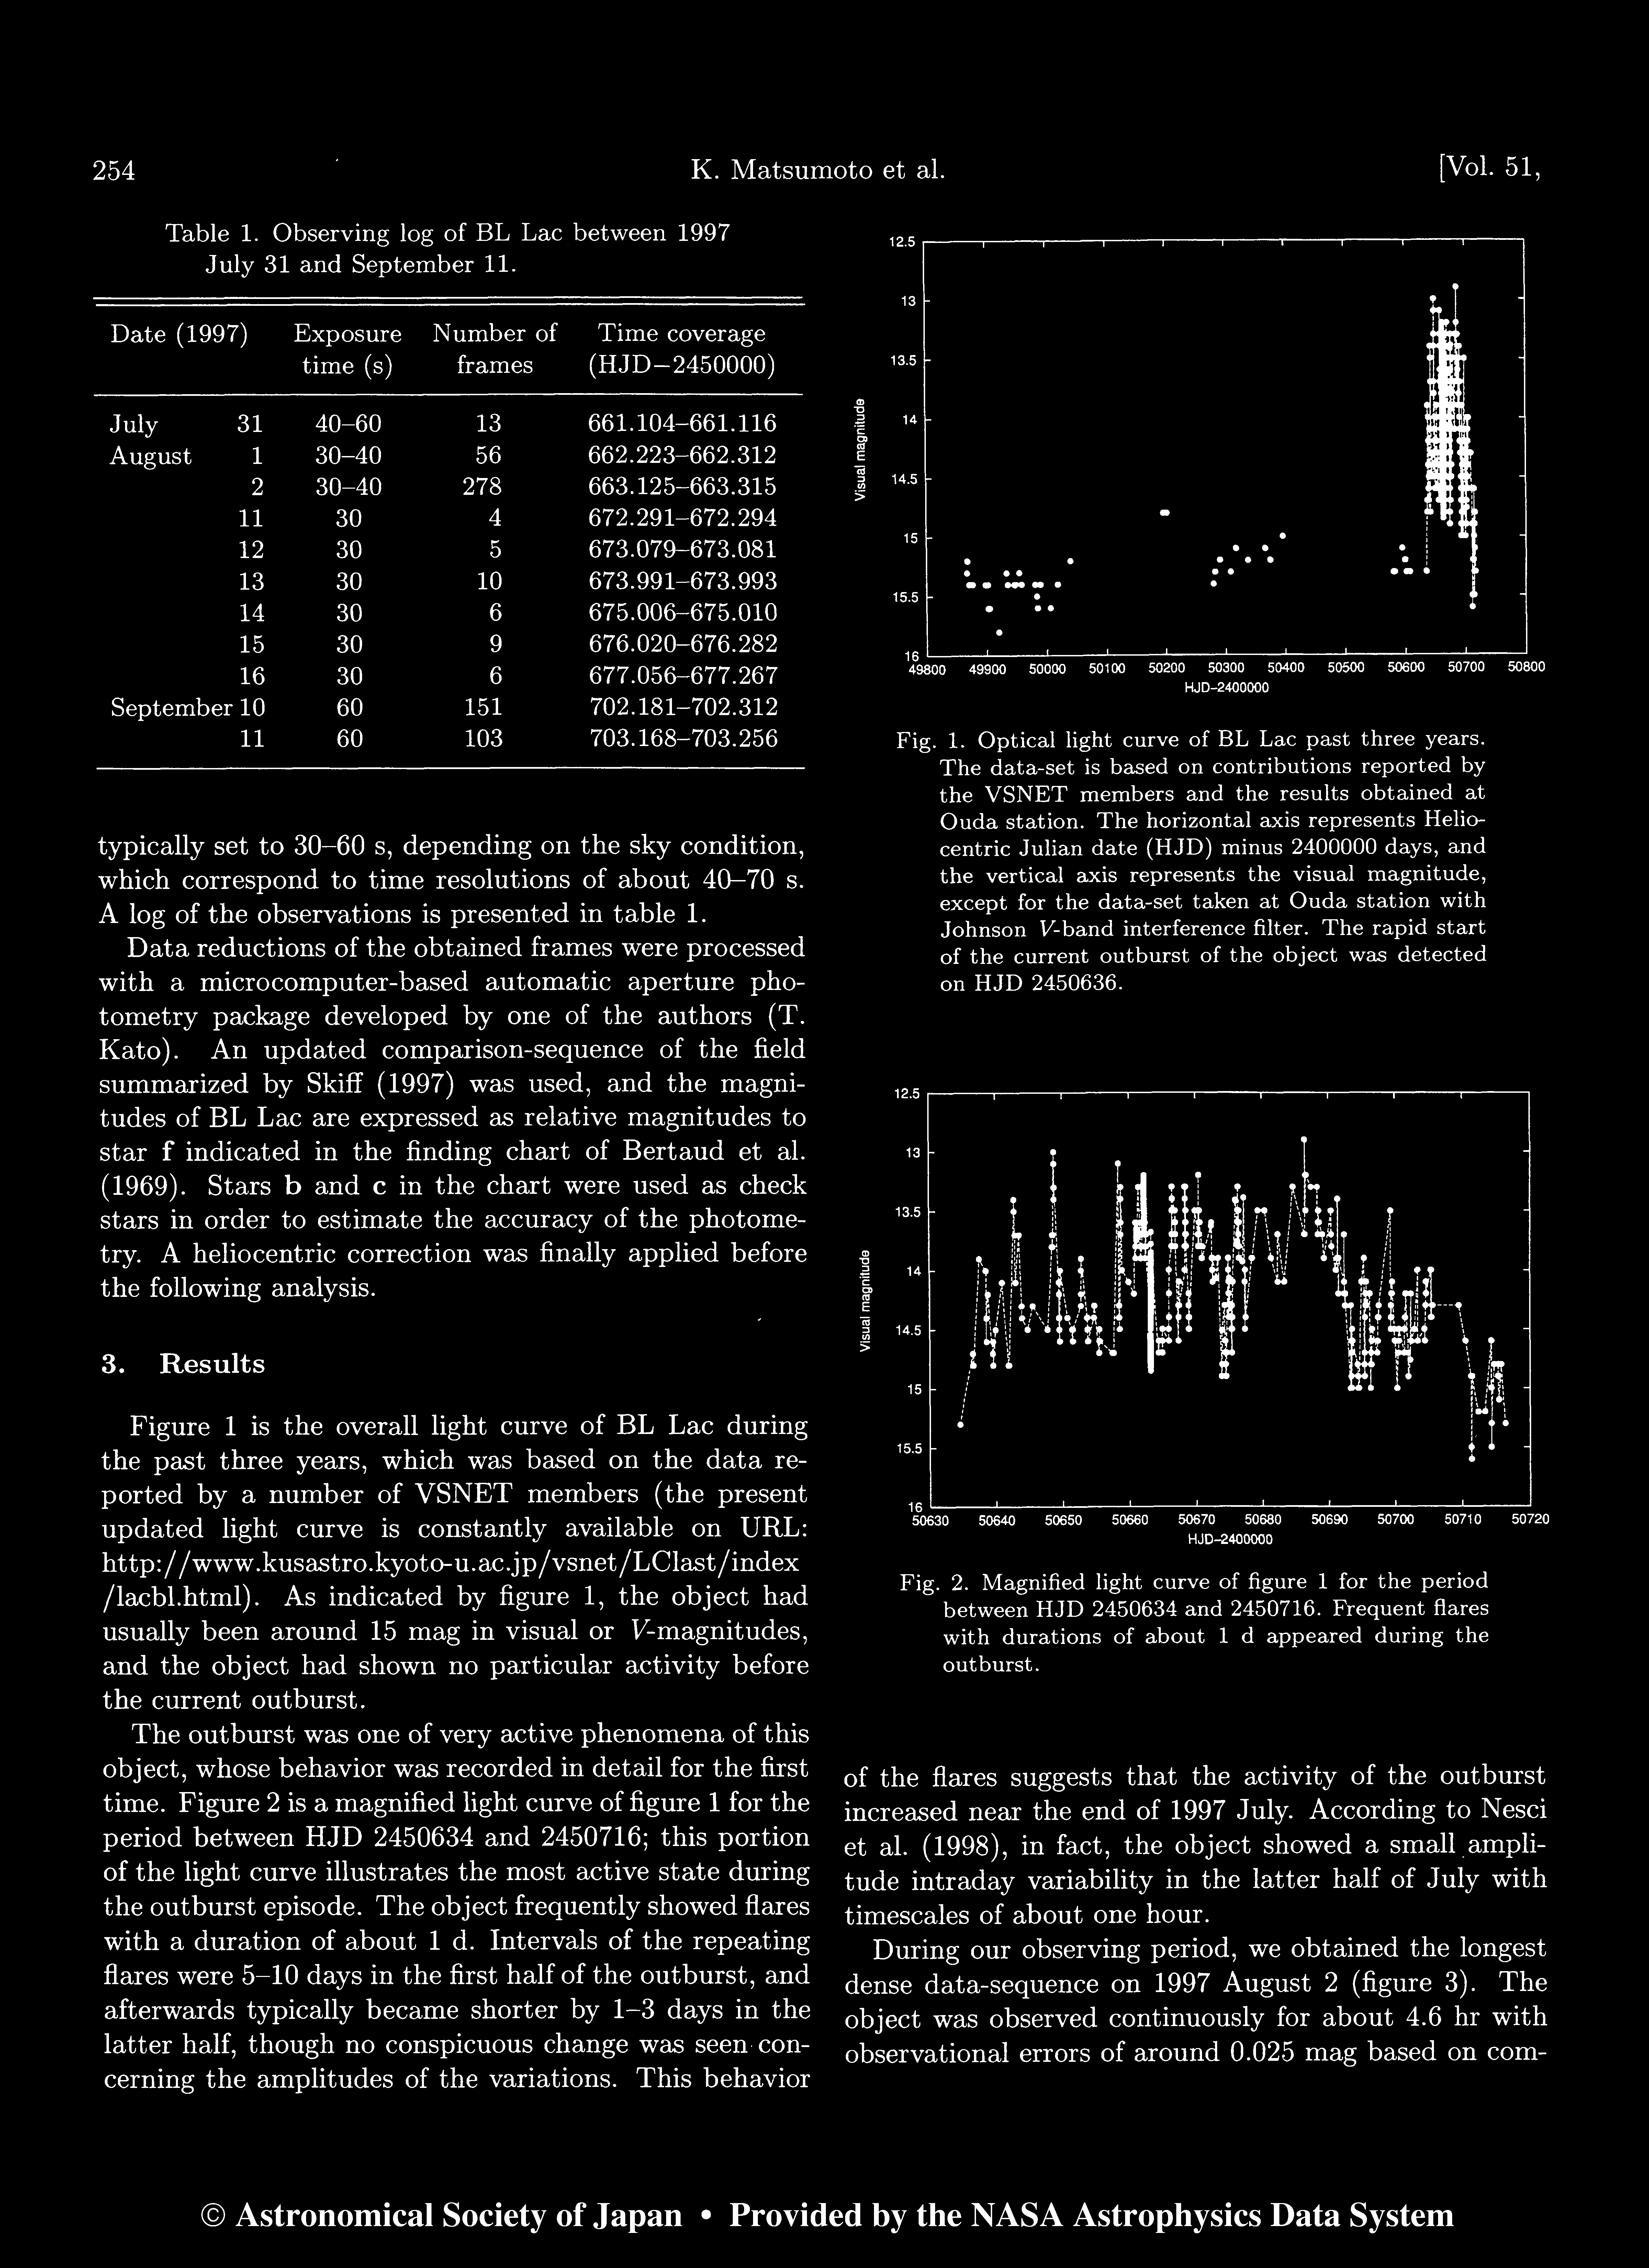 254
K. Matsumoto et al.
[Vol. 51,
Table 1. Observing log of BL Lac between 1997
July 31 and September 11.
Date (1997) Exposure Number of Time coverage
time (s) frames (HJD−2450000)
July 31 40–60 13 661.104–661.116
August 1 30–40 56 662.223–662.312
2 30–40 278 663.125–663.315
11 30 4 672.291–672.294
12 30 5 673.079–673.081
13 30 10 673.991–673.993
14 30 6 675.006–675.010
15 30 9 676.020–676.282
16 30 6 677.056–677.267
September 10 60 151 702.181–702.312
11 60 103 703.168–703.256
typically set to 30–60 s, depending on the sky condition,
which correspond to time resolutions of about 40–70 s.
A log of the observations is presented in table 1.
Data reductions of the obtained frames were processed
with a microcomputer-based automatic aperture pho-
tometry package developed by one of the authors (T.
Kato). An updated comparison-sequence of the field
summarized by Skiff (1997) was used, and the magni-
tudes of BL Lac are expressed as relative magnitudes to
star f indicated in the finding chart of Bertaud et al.
(1969). Stars b and c in the chart were used as check
stars in order to estimate the accuracy of the photome-
try. A heliocentric correction was finally applied before
the following analysis.
3. Results
Figure 1 is the overall light curve of BL Lac during
the past three years, which was based on the data re-
ported by a number of VSNET members (the present
updated light curve is constantly available on URL:
http://www.kusastro.kyoto-u.ac.jp/vsnet/LClast/index
/lacbl.html). As indicated by figure 1, the object had
usually been around 15 mag in visual or V-magnitudes,
and the object had shown no particular activity before
the current outburst.
The outburst was one of very active phenomena of this
object, whose behavior was recorded in detail for the first
time. Figure 2 is a magnified light curve of figure 1 for the
period between HJD 2450634 and 2450716; this portion
of the light curve illustrates the most active state during
the outburst episode. The object frequently showed flares
with a duration of about 1 d. Intervals of the repeating
flares were 5–10 days in the first half of the outburst, and
afterwards typically became shorter by 1–3 days in the
latter half, though no conspicuous change was seen con-
cerning the amplitudes of the variations. This behavior
12.5
13
13.5
14
14.5
15
15.5
16
Visual magnitude
49800 49900 50000 50100 50200 50300 50400 50500 50600 50700 50800
HJD-2400000
Fig. 1. Optical light curve of BL Lac past three years.
The data-set is based on contributions reported by
the VSNET members and the results obtained at
Ouda station. The horizontal axis represents Helio-
centric Julian date (HJD) minus 2400000 days, and
the vertical axis represents the visual magnitude,
except for the data-set taken at Ouda station with
Johnson V-band interference filter. The rapid start
of the current outburst of the object was detected
on HJD 2450636.
12.5
13
13.5
14
14.5
15
15.5
16
Visual magnitude
50630 50640 50650 50660 50670 50680 50690 50700 50710 50720
HJD-2400000
Fig. 2. Magnified light curve of figure 1 for the period
between HJD 2450634 and 2450716. Frequent flares
with durations of about 1 d appeared during the
outburst.
of the flares suggests that the activity of the outburst
increased near the end of 1997 July. According to Nesci
et al. (1998), in fact, the object showed a small ampli-
tude intraday variability in the latter half of July with
timescales of about one hour.
During our observing period, we obtained the longest
dense data-sequence on 1997 August 2 (figure 3). The
object was observed continuously for about 4.6 hr with
observational errors of around 0.025 mag based on com-
© Astronomical Society of Japan • Provided by the NASA Astrophysics Data System